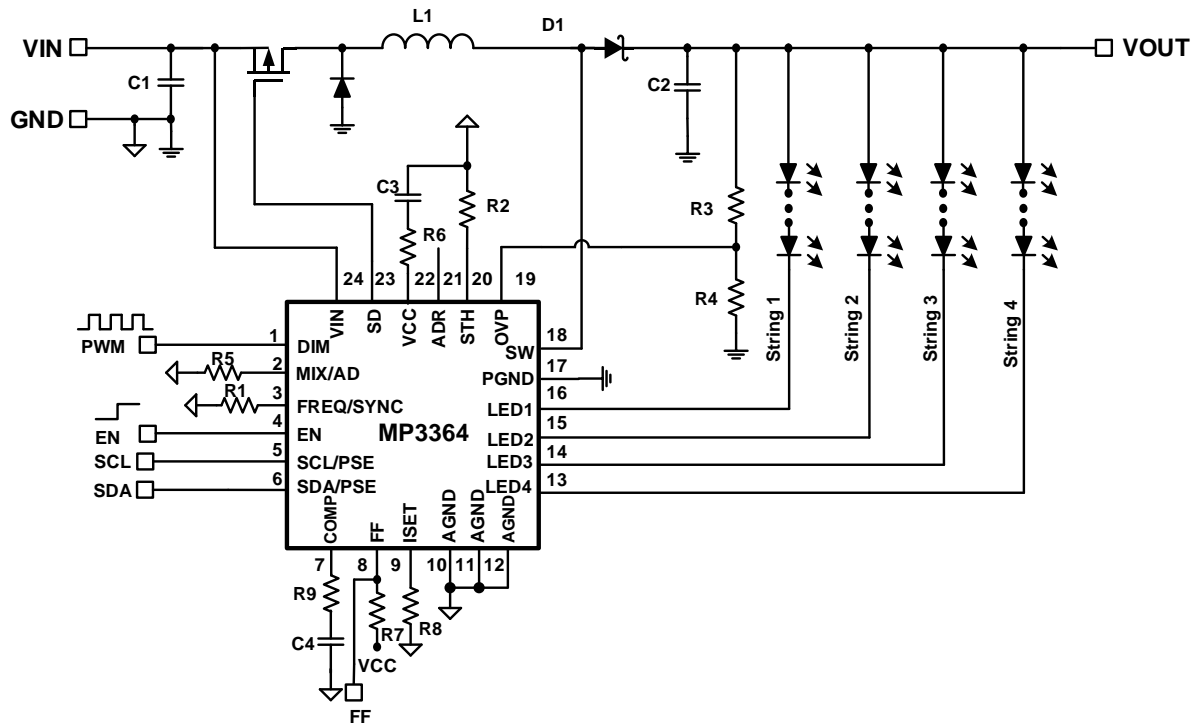 L1
D1
VIN
VOUT
C1
C2
GND
C3
R2
R3
R6
24
23
22
21
20
19
R4
VIN
SD
VCC
ADR
STH
OVP
String 1
String 2
String 3
String 4
PWM
1
DIM
SW
18
R5
2
MIX/AD
PGND
17
R1
3
FREQ/SYNC
LED1
16
EN
4
EN
MP3364
LED2
15
SCL
5
SCL/PSE
LED3
14
SDA
6
SDA/PSE
LED4
13
COMP
FF
ISET
AGND
AGND
AGND
7
8
9
10
11
12
R9
R7
R8
C4
VCC
FF